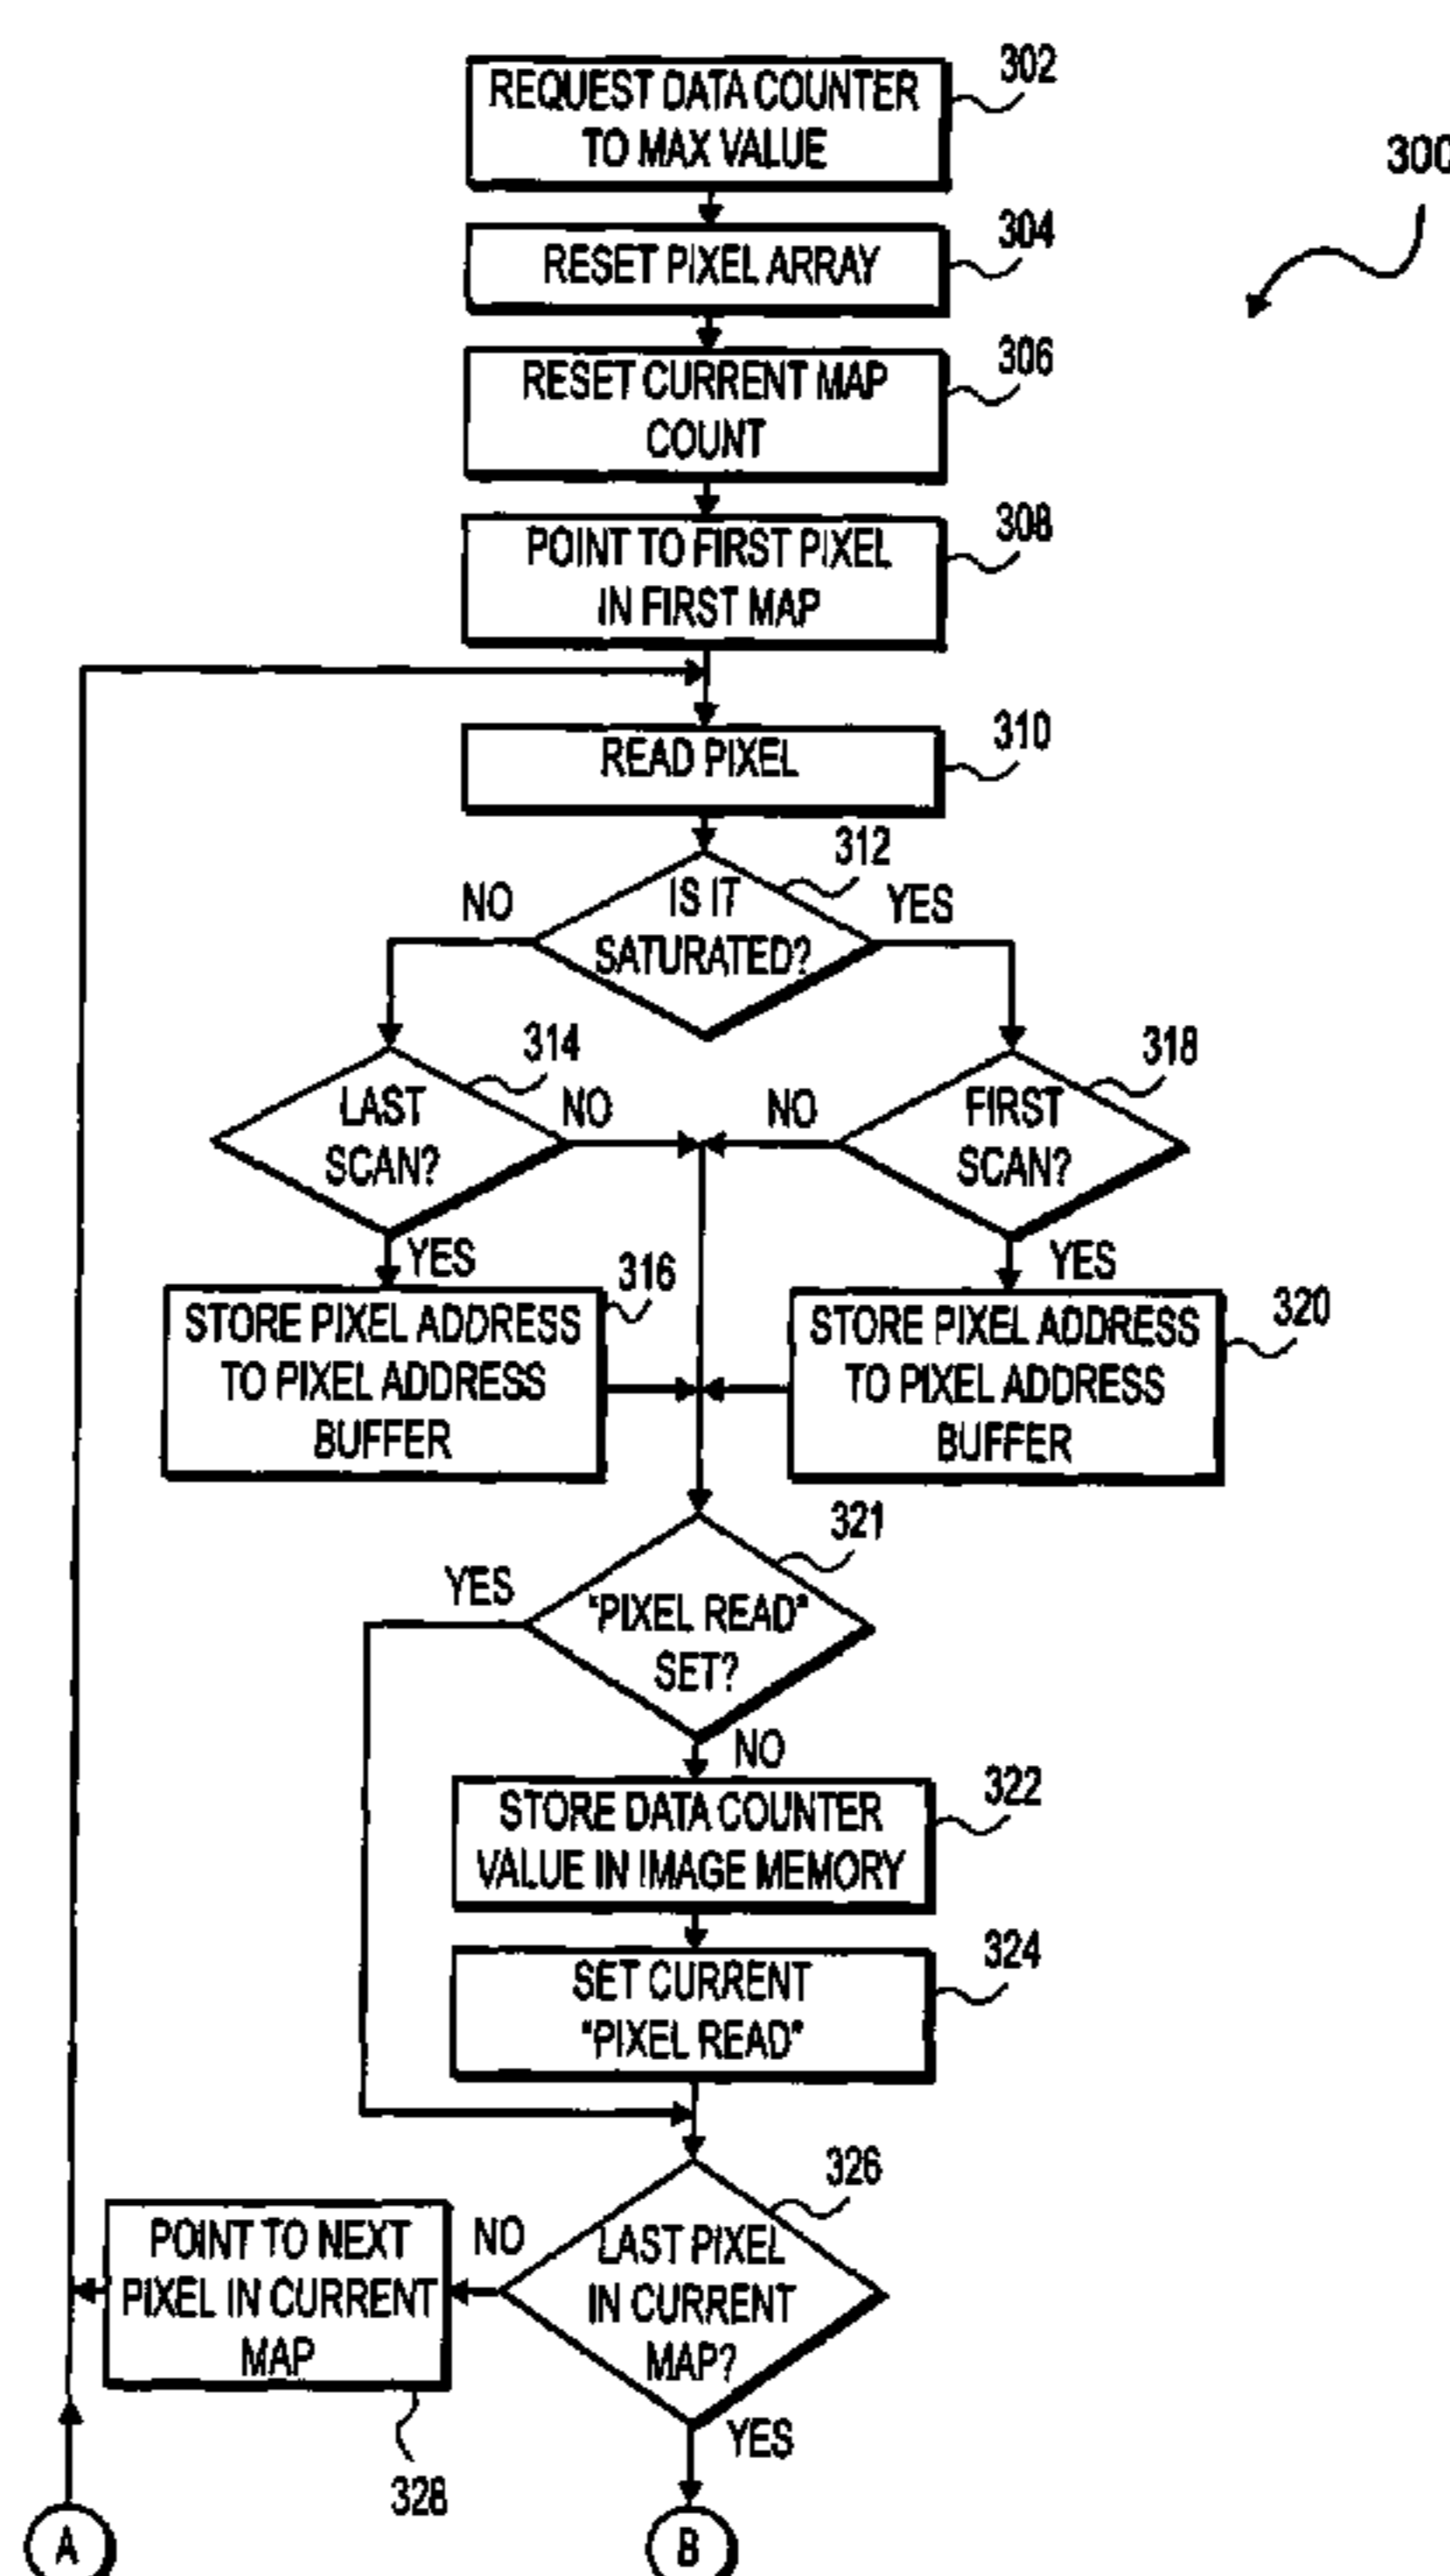 302
REQUEST DATA COUNTER
TO MAX VALUE
300
304
RESET PIXEL ARRAY
306
RESET CURRENT MAP
COUNT
308
POINT TO FIRST PIXEL
IN FIRST MAP
310
READ PIXEL
312
NO
IS IT
SATURATED?
YES
314
LAST
SCAN?
NO
NO
318
FIRST
SCAN?
YES
316
YES
320
STORE PIXEL ADDRESS
TO PIXEL ADDRESS
BUFFER
STORE PIXEL ADDRESS
TO PIXEL ADDRESS
BUFFER
321
YES
"PIXEL READ"
SET?
NO
322
STORE DATA COUNTER
VALUE IN IMAGE MEMORY
324
SET CURRENT
"PIXEL READ"
326
POINT TO NEXT
PIXEL IN CURRENT
MAP
NO
LAST PIXEL
IN CURRENT
MAP?
YES
328
A
B